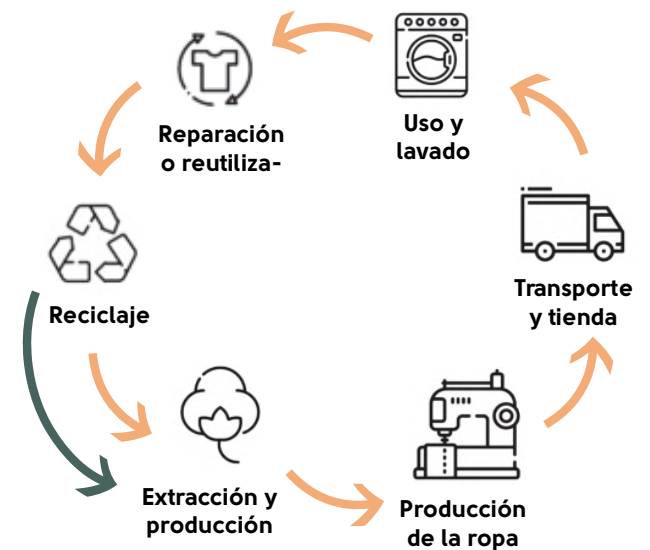 Uso y
lavado
Reparación
o reutiliza-
Transporte
y tienda
Reciclaje
Extracción y
producción
Producción
de la ropa